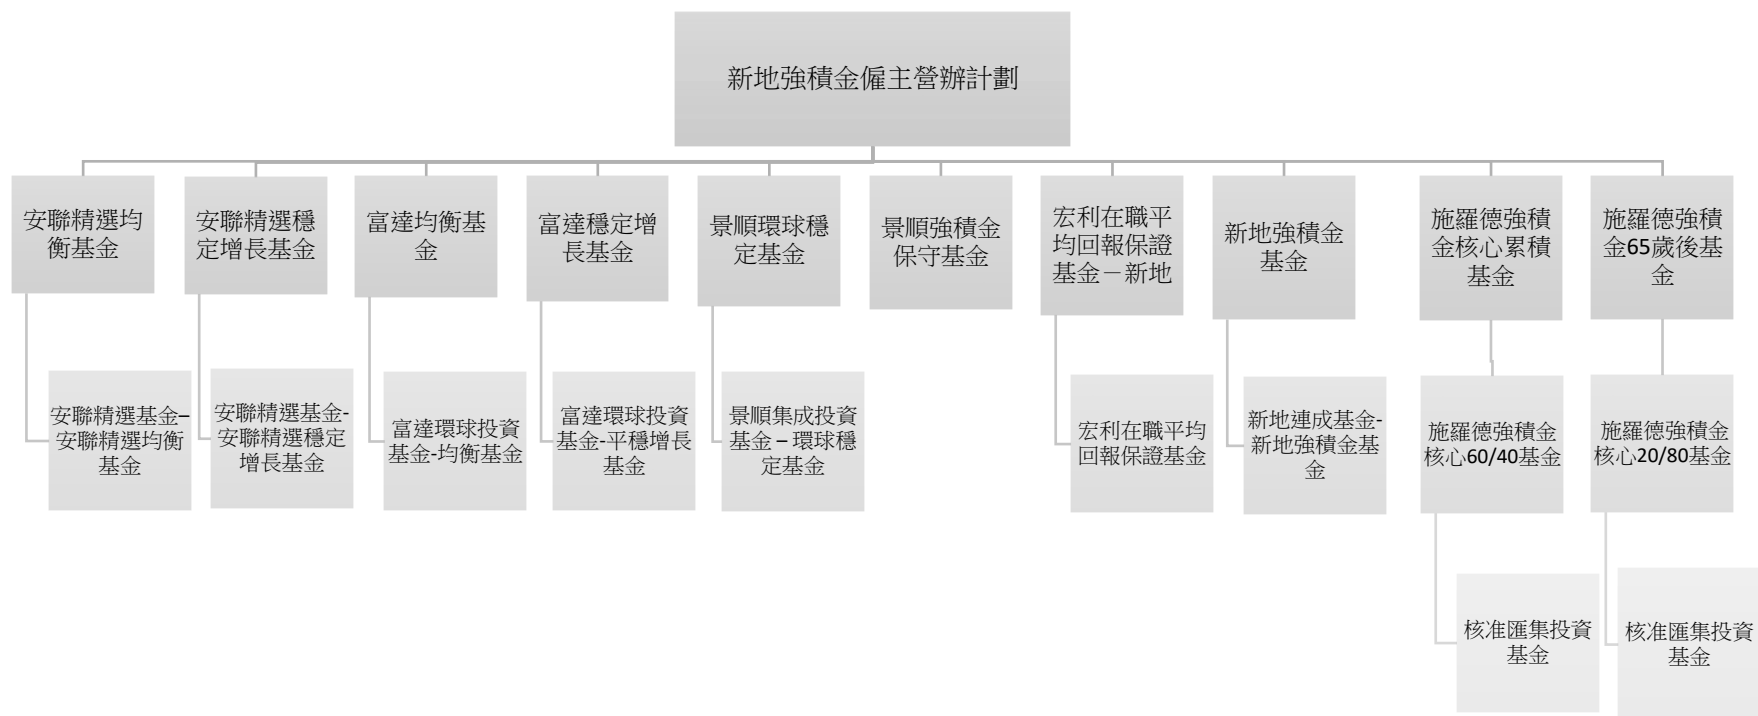 新地強積金僱主營辦計劃
安聯精選均
衡基金
安聯精選穩
定增長基金
富達均衡基
金
富達穩定增
長基金
景順環球穩
定基金
景順強積金
保守基金
宏利在職平
均回報保證
基金－新地
新地強積金
基金
施羅德強積
金核心累積
基金
施羅德強積
金65歲後基
金
安聯精選基金–
安聯精選均衡
基金
安聯精選基金-
安聯精選穩定
增長基金
富達環球投資
基金-均衡基金
富達環球投資
基金-平穩增長
基金
景順集成投資
基金 – 環球穩
定基金
宏利在職平均
回報保證基金
新地連成基金-
新地強積金基
金
施羅德強積金
核心60/40基金
施羅德強積金
核心20/80基金
核准匯集投資
基金
核准匯集投資
基金